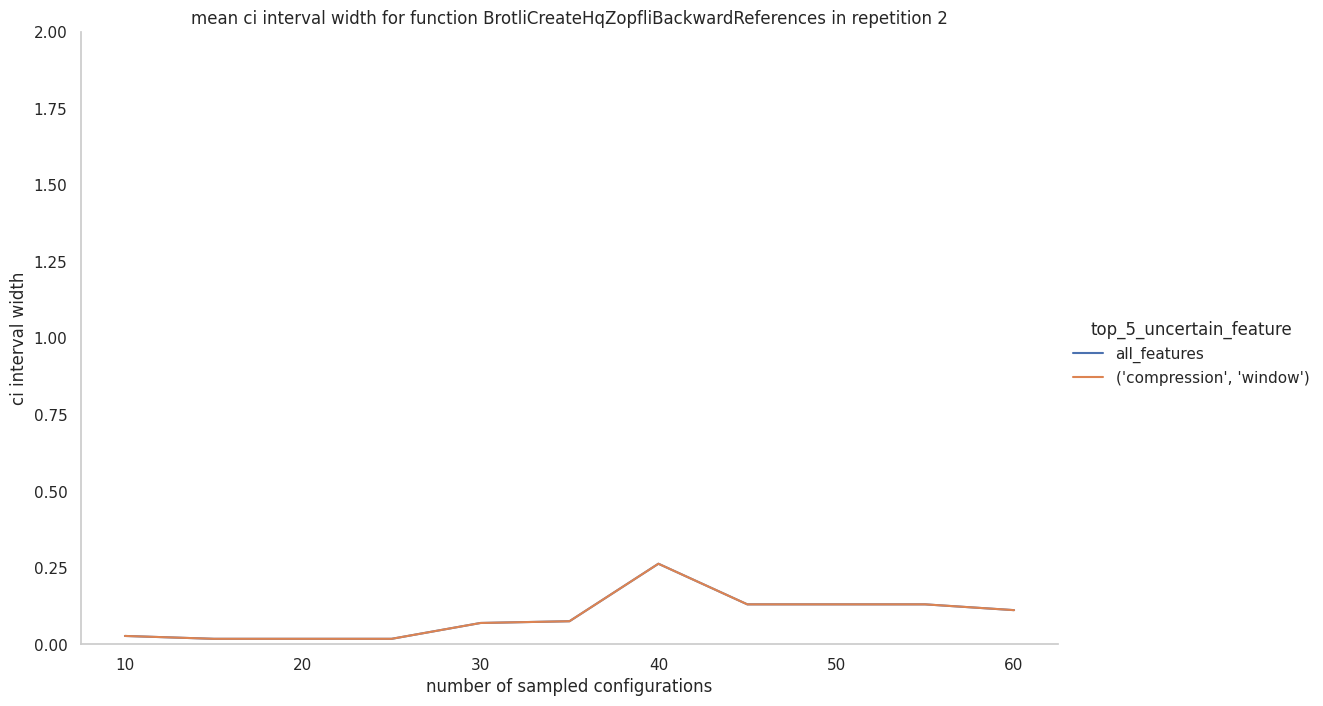 mean ci interval width for function BrotliCreateHqZopfliBackwardReferences in repetition 2
2.00
1.75
1.50
1.25
1.00
0.75
0.50
0.25
0.00
ci interval width
10
20
30
40
50
60
number of sampled configurations
top_5_uncertain_feature
all_features
('compression', 'window')